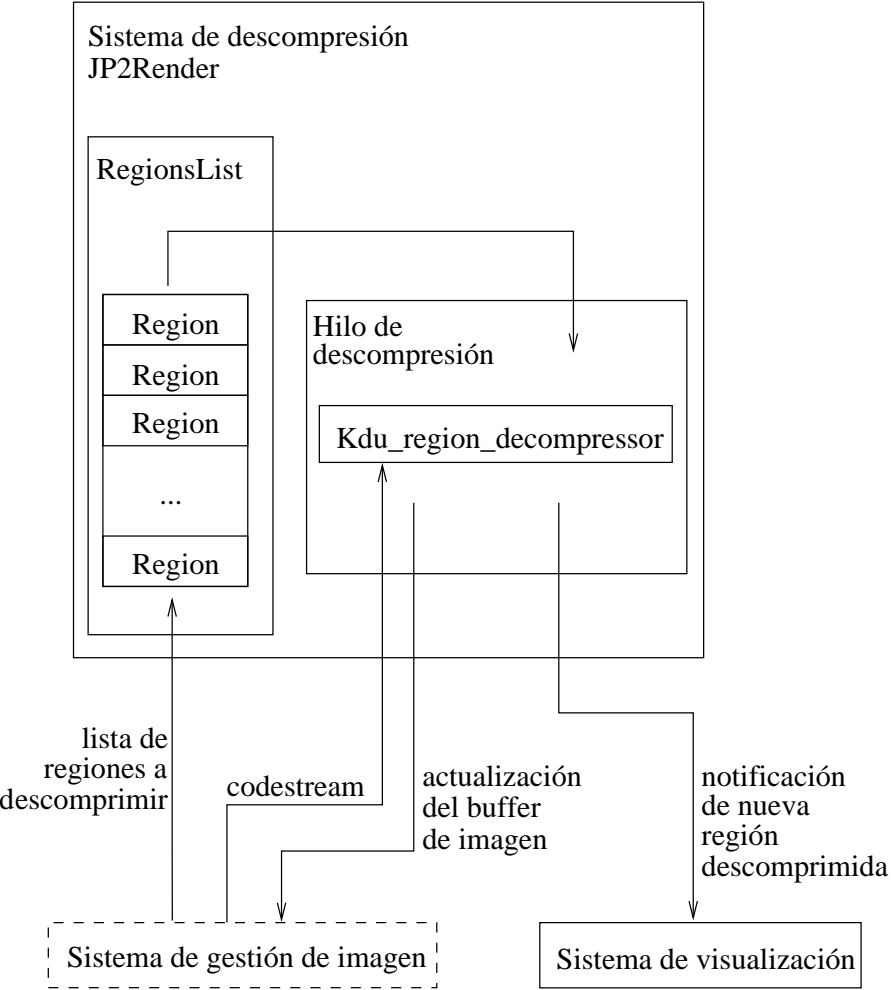 Sistema de descompresión
JP2Render
RegionsList
Region
Region
Region
...
Region
Hilo de
descompresión
Kdu_region_decompressor
lista de
regiones a
descomprimir
codestream
actualización
del buffer
de imagen
notificación
de nueva
región
descomprimida
Sistema de gestión de imagen
Sistema de visualización